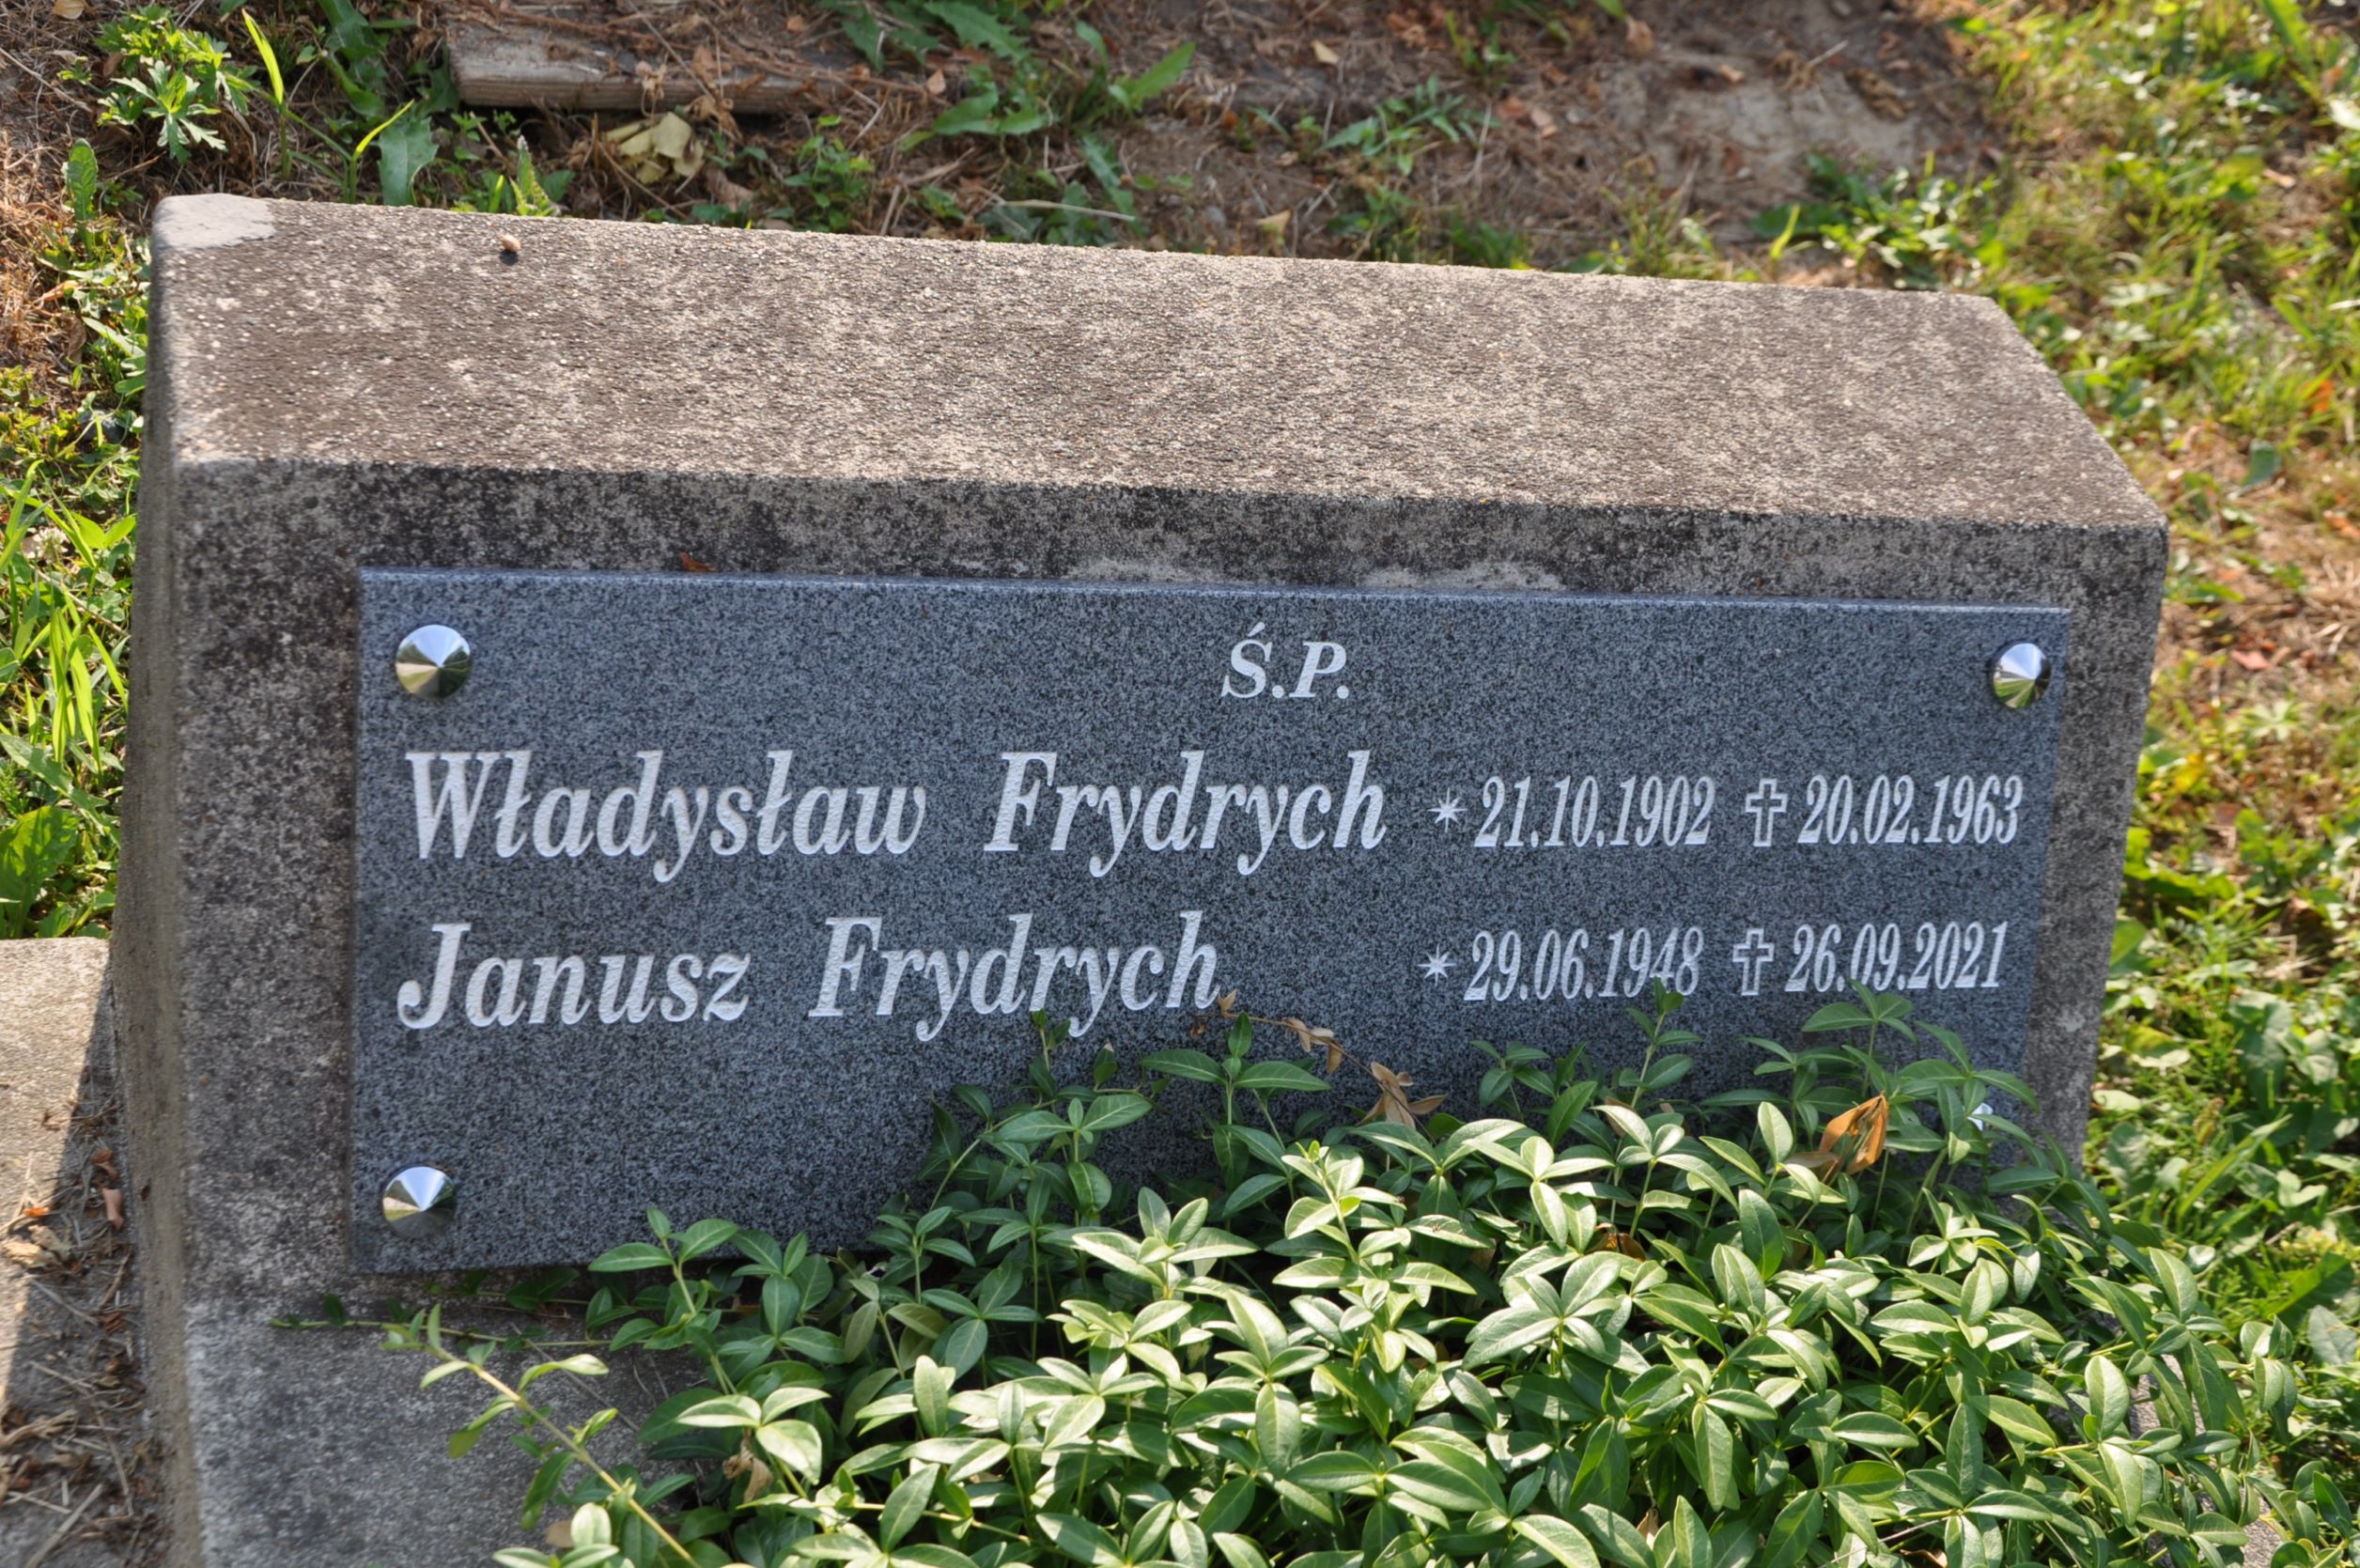 Ś.P.
Władysław Frydrych * 21.10.1902 ✝ 20.02.1963
Janusz Frydrych * 29.06.1948 ✝ 26.09.2021